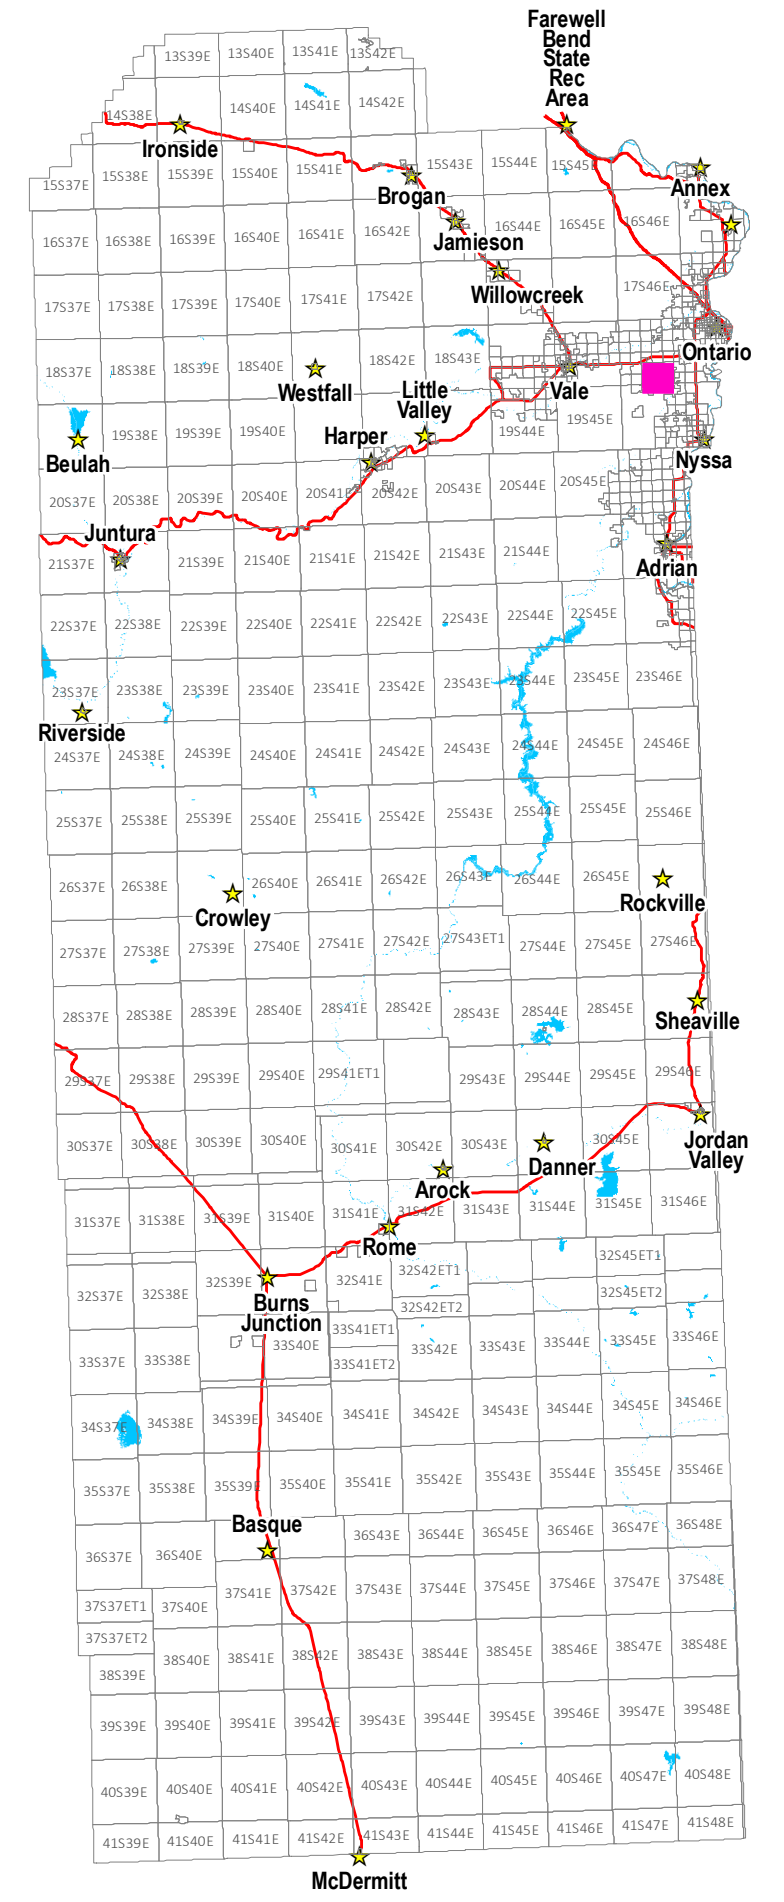 Farewell
Bend
State
Rec
Area
13S39E 13S40E 13S41E 13S42E
14S38E 14S40E 14S41E 14S42E
Ironside
15S37E 15S38E 15S39E 15S40E 15S41E 15S43E 15S44E 15S45E
Brogan
Annex
16S37E 16S38E 16S39E 16S40E 16S41E 16S42E 16S44E 16S45E 16S46E
Jamieson
17S37E 17S38E 17S39E 17S40E 17S41E 17S42E 17S46E
Willowcreek
Ontario
18S37E 18S38E 18S39E 18S40E 18S42E 18S43E
Westfall
Little
Valley
Vale
19S38E 19S39E 19S40E 19S44E 19S45E
Harper
Beulah
Nyssa
20S37E 20S38E 20S39E 20S40E 20S41E 20S42E 20S43E 20S44E 20S45E
Juntura
21S37E 21S39E 21S40E 21S41E 21S42E 21S43E 21S44E
Adrian
22S37E 22S38E 22S39E 22S40E 22S41E 22S42E 22S43E 22S44E 22S45E
23S37E 23S38E 23S39E 23S40E 23S41E 23S42E 23S43E 23S44E 23S45E 23S46E
Riverside
24S37E 24S38E 24S39E 24S40E 24S41E 24S42E 24S43E 24S44E 24S45E 24S46E
25S37E 25S38E 25S39E 25S40E 25S41E 25S42E 25S43E 25S44E 25S45E 25S46E
26S37E 26S38E 26S40E 26S41E 26S42E 26S43E 26S44E 26S45E
Rockville
Crowley
27S37E 27S38E 27S39E 27S40E 27S41E 27S42E 27S43ET1 27S44E 27S45E 27S46E
28S37E 28S38E 28S39E 28S40E 28S41E 28S42E 28S43E 28S44E 28S45E
Sheaville
29S37E 29S38E 29S39E 29S40E 29S41ET1 29S43E 29S44E 29S45E 29S46E
30S37E 30S38E 30S39E 30S40E 30S41E 30S42E 30S43E 30S45E
Jordan
Valley
Danner
Arock
31S37E 31S38E 31S39E 31S40E 31S41E 31S42E 31S43E 31S44E 31S45E 31S46E
Rome
32S37E 32S38E 32S39E 32S41E 32S42ET1 32S45ET1
32S42ET2 32S45ET2
Burns
Junction
33S37E 33S38E 33S40E 33S41ET1 33S42E 33S43E 33S44E 33S45E 33S46E
33S41ET2
34S37E 34S38E 34S39E 34S40E 34S41E 34S42E 34S43E 34S44E 34S45E 34S46E
35S37E 35S38E 35S39E 35S40E 35S41E 35S42E 35S43E 35S44E 35S45E 35S46E
Basque
36S37E 36S40E 36S43E 36S44E 36S45E 36S46E 36S47E 36S48E
37S37ET1 37S40E 37S41E 37S42E 37S43E 37S44E 37S45E 37S46E 37S47E 37S48E
37S37ET2
38S39E 38S40E 38S41E 38S42E 38S43E 38S44E 38S45E 38S46E 38S47E 38S48E
39S39E 39S40E 39S41E 39S42E 39S43E 39S44E 39S45E 39S46E 39S47E 39S48E
40S39E 40S40E 40S41E 40S42E 40S43E 40S44E 40S45E 40S46E 40S47E 40S48E
41S39E 41S40E 41S41E 41S42E 41S43E 41S44E 41S45E 41S46E 41S47E 41S48E
McDermitt